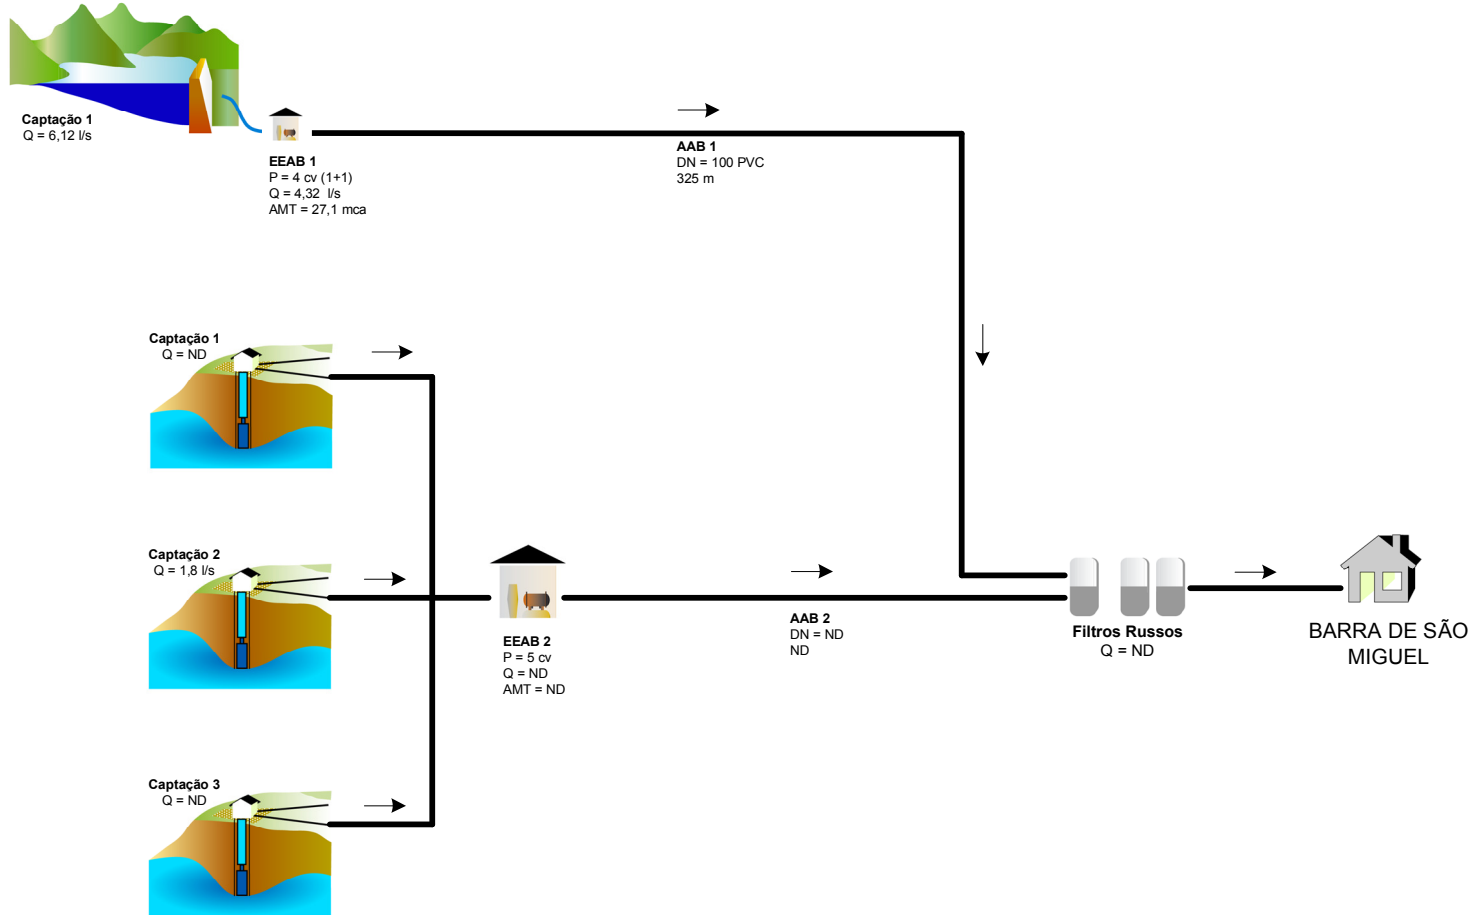 Captação 1
Q = 6,12 l/s
EEAB 1
P = 4 cv (1+1)
Q = 4,32  l/s
AMT = 27,1 mca
AAB 1
DN = 100 PVC
325 m
Captação 1
Q = ND
Captação 2
Q = 1,8 l/s
EEAB 2
P = 5 cv
Q = ND
AMT = ND
AAB 2
DN = ND
ND
Filtros Russos
Q = ND
BARRA DE SÃO
MIGUEL
Captação 3
Q = ND